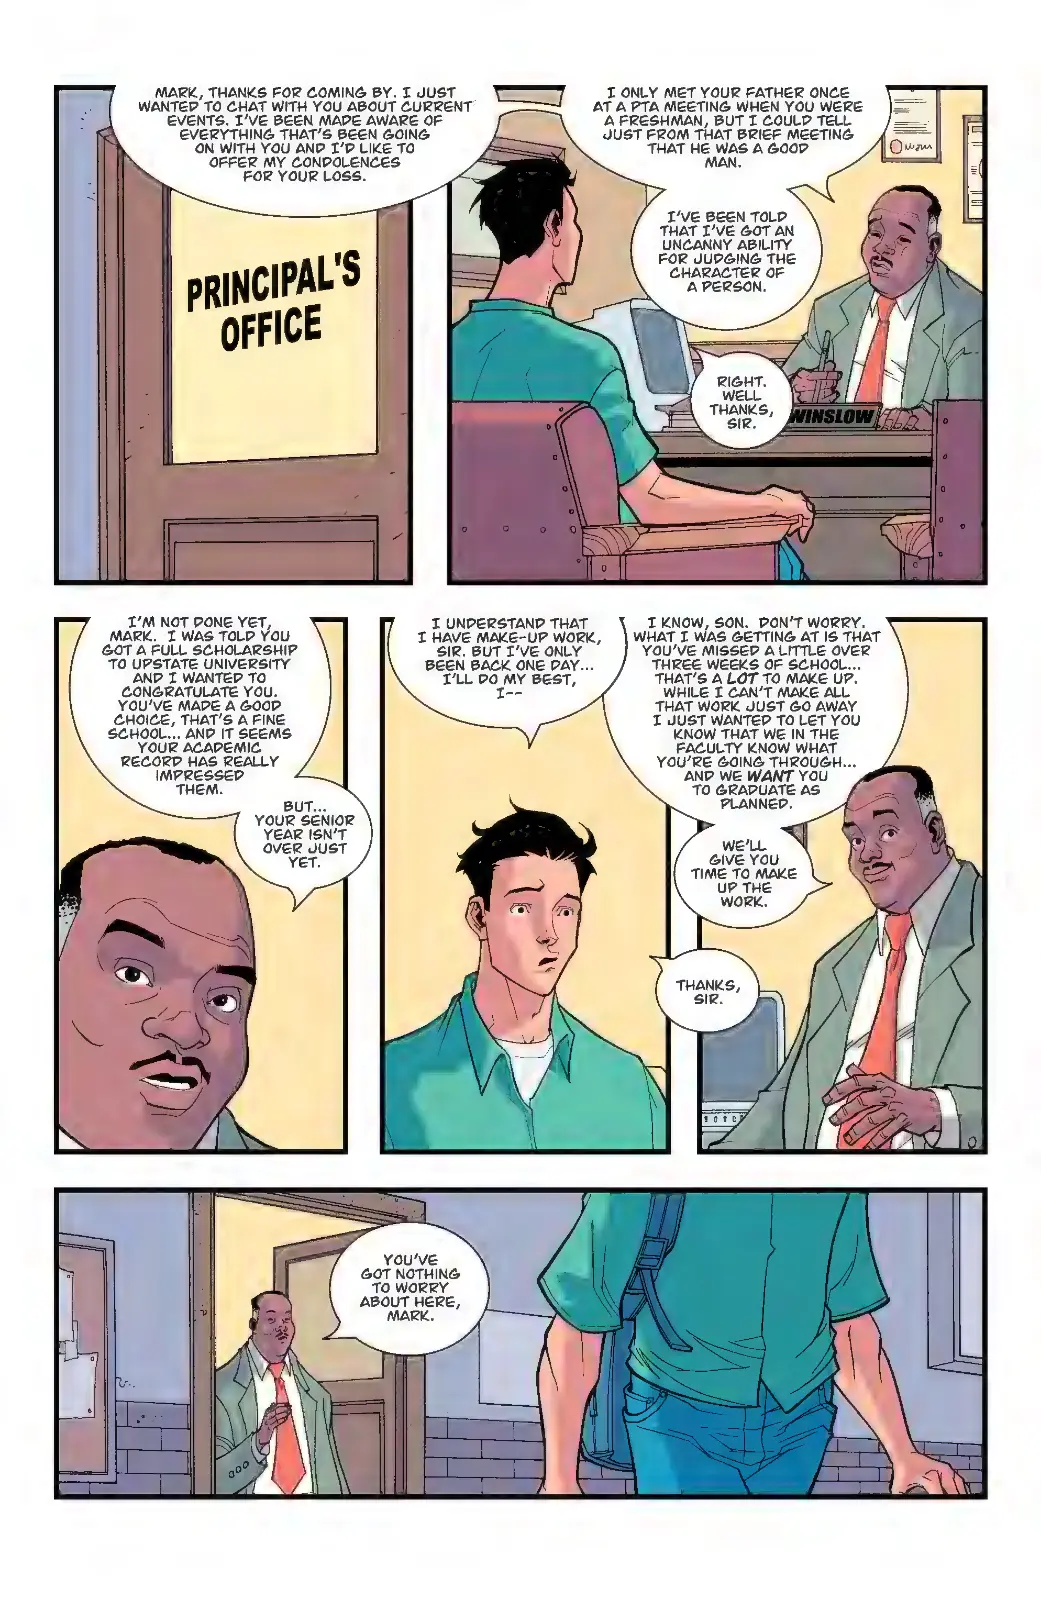 MARK, THANKS FOR COMING BY. I JUST
WANTED TO CHAT WITH YOU ABOUT CURRENT
EVENTS. I'VE BEEN MADE AWARE OF
EVERYTHING THAT'S BEEN GOING
ON WITH YOU AND I'D LIKE TO
OFFER MY CONDOLENCES
FOR YOUR LOSS.
PRINCIPAL'S
OFFICE
I ONLY MET YOUR FATHER ONCE
AT A PTA MEETING WHEN YOU WERE
A FRESHMAN, BUT I COULD TELL
JUST FROM THAT BRIEF MEETING
THAT HE WAS A GOOD
MAN.
I'VE BEEN TOLD
THAT I'VE GOT AN
UNCANNY ABILITY
FOR JUDGING THE
CHARACTER OF
A PERSON.
RIGHT.
WELL
THANKS,
SIR.
WINSLOW
I'M NOT DONE YET,
MARK. I WAS TOLD YOU
GOT A FULL SCHOLARSHIP
TO UPSTATE UNIVERSITY
AND I WANTED TO
CONGRATULATE YOU.
YOU'VE MADE A GOOD
CHOICE, THAT'S A FINE
SCHOOL... AND IT SEEMS
YOUR ACADEMIC
RECORD HAS REALLY
IMPRESSED
THEM.
BUT...
YOUR SENIOR
YEAR ISN'T
OVER JUST
YET.
I UNDERSTAND THAT
I HAVE MAKE-UP WORK,
SIR. BUT I'VE ONLY
BEEN BACK ONE DAY...
I'LL DO MY BEST,
I--
I KNOW, SON. DON'T WORRY.
WHAT I WAS GETTING AT IS THAT
YOU'VE MISSED A LITTLE OVER
THREE WEEKS OF SCHOOL...
THAT'S A LOT TO MAKE UP.
WHILE I CAN'T MAKE ALL
THAT WORK JUST GO AWAY
I JUST WANTED TO LET YOU
KNOW THAT WE IN THE
FACULTY KNOW WHAT
YOU'RE GOING THROUGH...
AND WE WANT YOU
TO GRADUATE AS
PLANNED.
WE'LL
GIVE YOU
TIME TO MAKE
UP THE
WORK.
THANKS,
SIR.
YOU'VE
GOT NOTHING
TO WORRY
ABOUT HERE,
MARK.